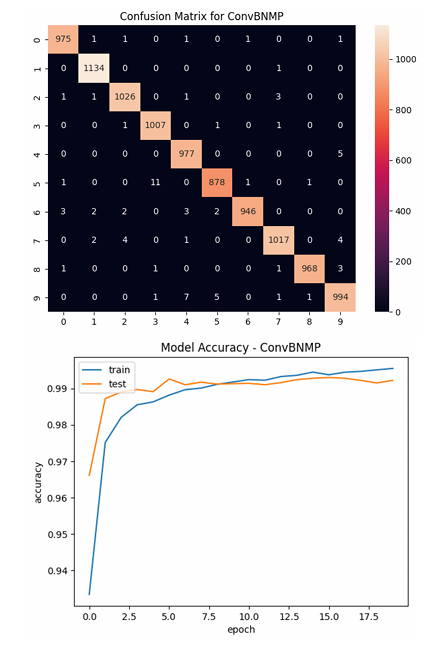 Confusion Matrix for ConvBNMP
0 975 1 1 0 1 0 1 0 0 1
1 0 1134 0 0 0 0 0 1 0 0
2 1 1 1026 0 1 0 0 3 0 0
3 0 0 1 1007 0 1 0 1 0 0
4 0 0 0 0 977 0 0 0 0 5
5 1 0 0 11 0 878 1 0 1 0
6 3 2 2 0 3 2 946 0 0 0
7 0 2 4 1 0 0 0 1017 0 4
8 1 0 0 1 0 0 0 1 968 3
9 0 0 0 1 7 5 0 1 1 994
0 1 2 3 4 5 6 7 8 9
1000
800
600
400
200
0
Model Accuracy - ConvBNMP
train
test
0.99
0.98
0.97
0.96
0.95
0.94
accuracy
0.0 2.5 5.0 7.5 10.0 12.5 15.0 17.5
epoch